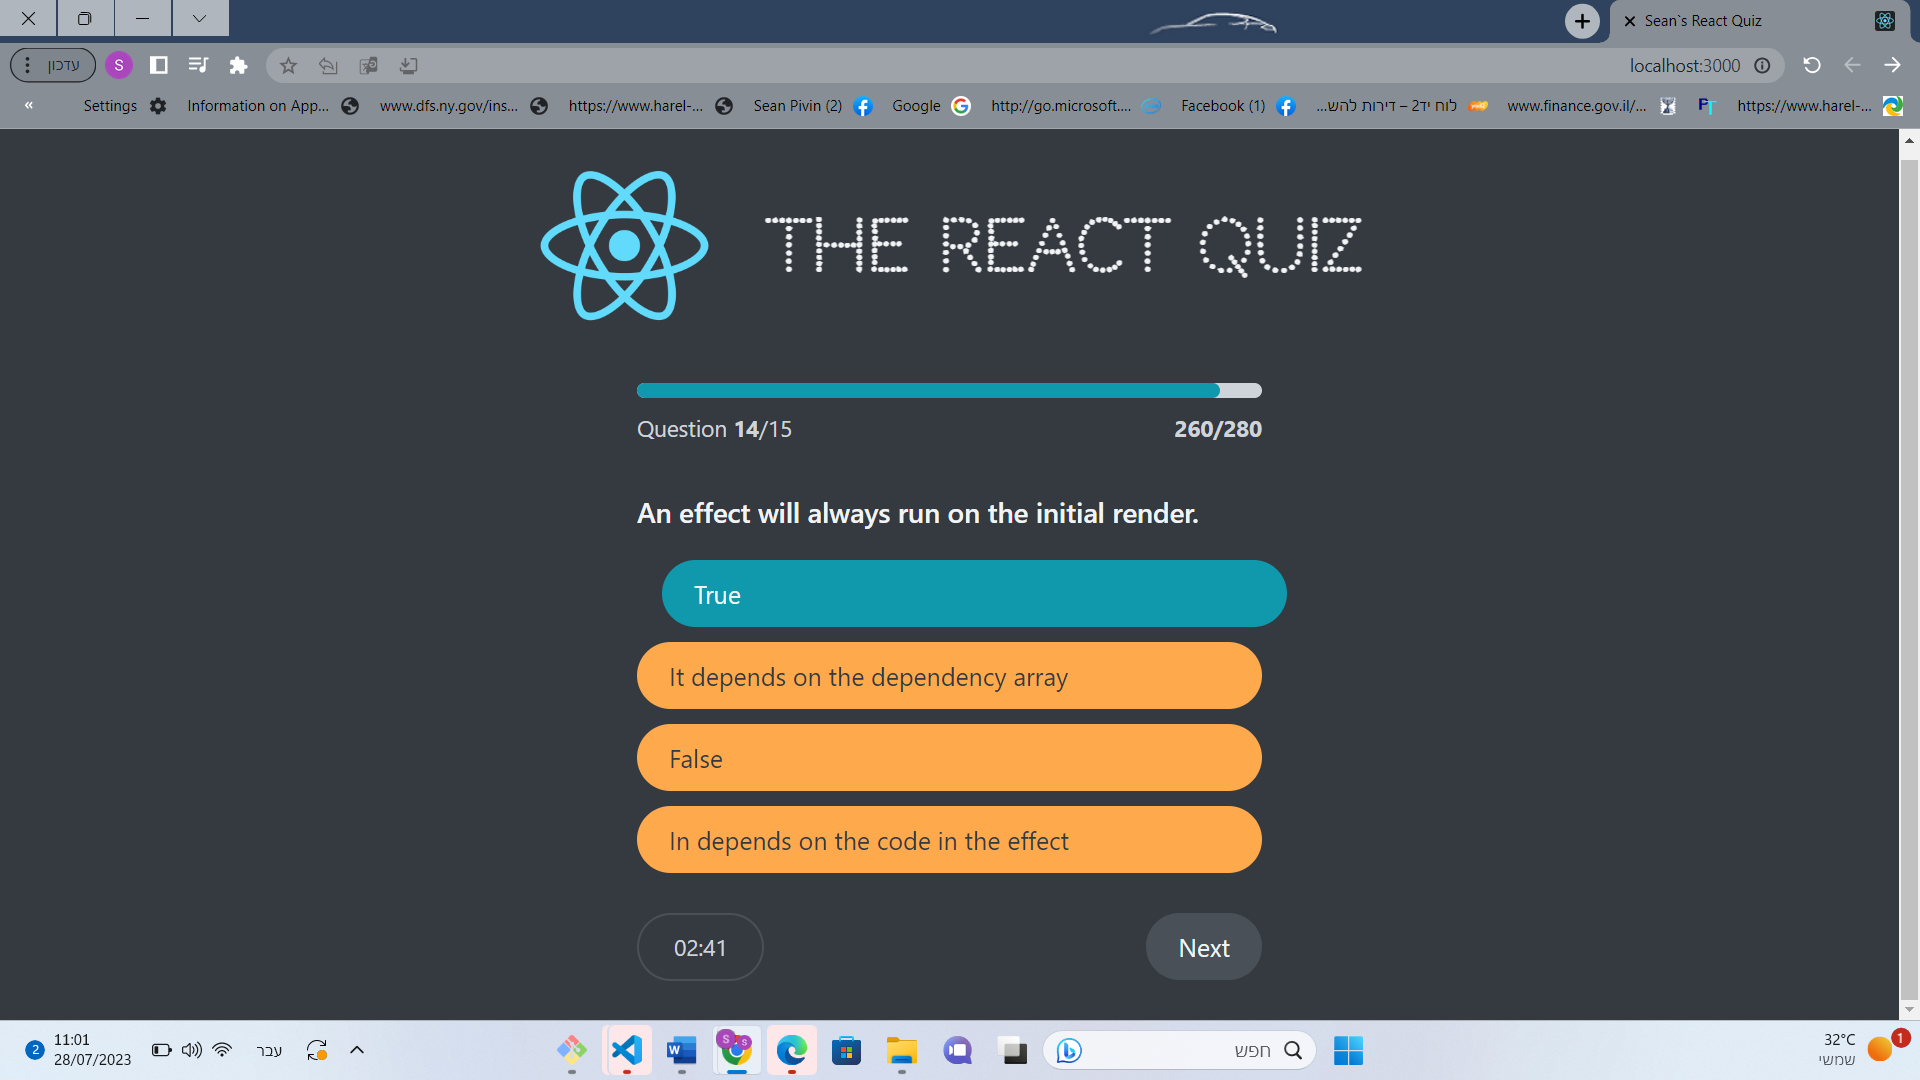 Sean`s React Quiz
עדכון
S
localhost:3000
«
Settings
Information on App...
www.dfs.ny.gov/ins...
https://www.harel-...
Sean Pivin (2)
Google
http://go.microsoft....
Facebook (1)
לוח יד2 – דירות להש...
www.finance.gov.il/...
https://www.harel-...
THE REACT QUIZ
Question 14/15
260/280
An effect will always run on the initial render.
True
It depends on the dependency array
False
In depends on the code in the effect
02:41
Next
2
11:01
28/07/2023
עבר
חפש
32°C
שמשי
1